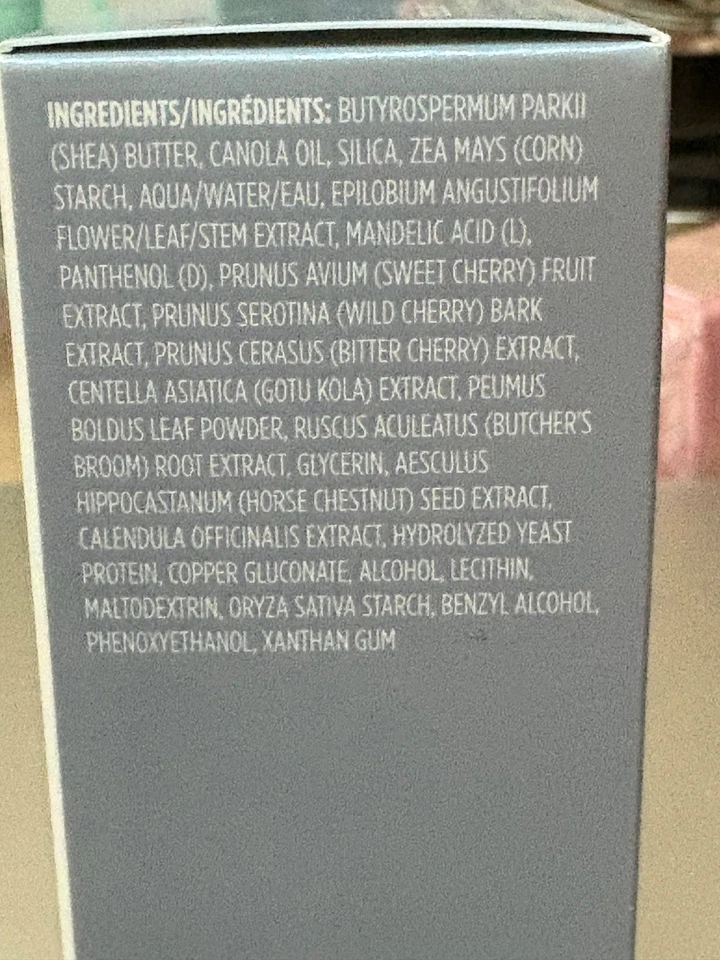 INGREDIENTS/INGRÉDIENTS: BUTYROSPERMUM PARKII
(SHEA) BUTTER, CANOLA OIL, SILICA, ZEA MAYS (CORN)
STARCH, AQUA/WATER/EAU, EPILOBIUM ANGUSTIFOLIUM
FLOWER/LEAF/STEM EXTRACT, MANDELIC ACID (L),
PANTHENOL (D), PRUNUS AVIUM (SWEET CHERRY) FRUIT
EXTRACT, PRUNUS SEROTINA (WILD CHERRY) BARK
EXTRACT, PRUNUS CERASUS (BITTER CHERRY) EXTRACT,
CENTELLA ASIATICA (GOTU KOLA) EXTRACT, PEUMUS
BOLDUS LEAF POWDER, RUSCUS ACULEATUS (BUTCHER'S
BROOM) ROOT EXTRACT, GLYCERIN, AESCULUS
HIPPOCASTANUM (HORSE CHESTNUT) SEED EXTRACT,
CALENDULA OFFICINALIS EXTRACT, HYDROLYZED YEAST
PROTEIN, COPPER GLUCONATE, ALCOHOL, LECITHIN,
MALTODEXTRIN, ORYZA SATIVA STARCH, BENZYL ALCOHOL,
PHENOXYETHANOL, XANTHAN GUM